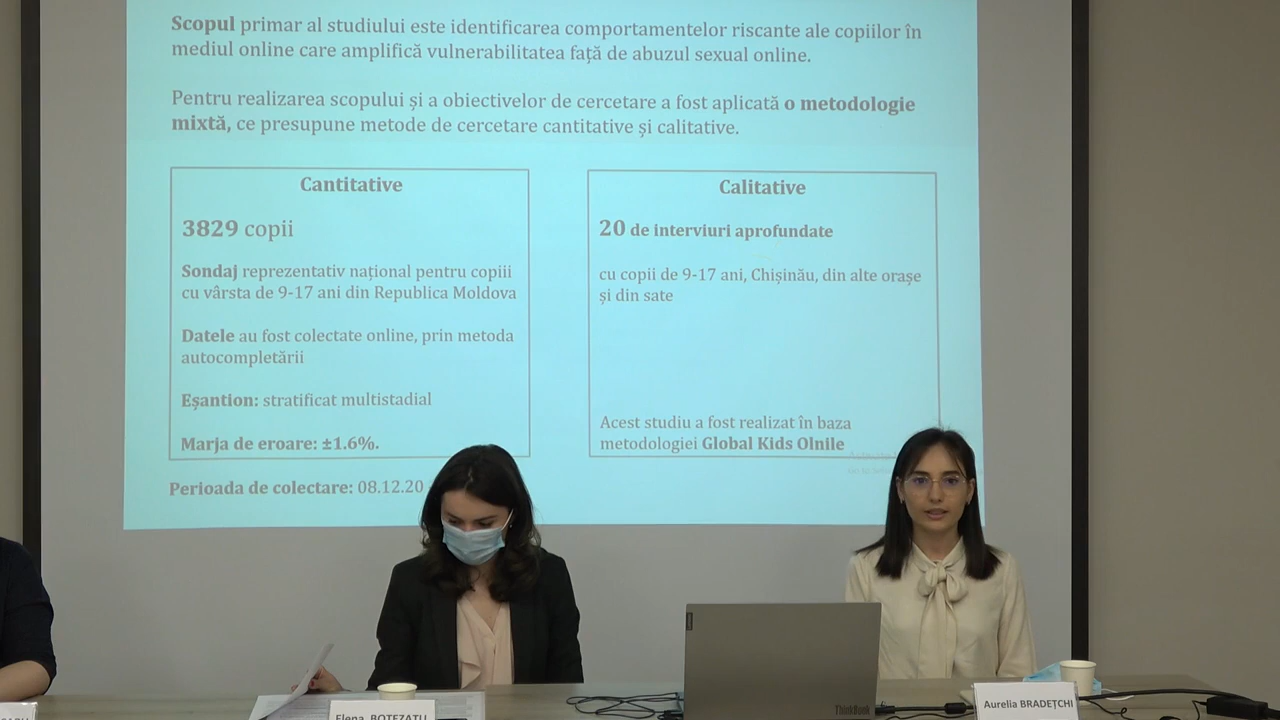 Scopul primar al studiului este identificarea comportamentelor riscante ale copiilor în
mediul online care amplifică vulnerabilitatea față de abuzul sexual online.
Pentru realizarea scopului și a obiectivelor de cercetare a fost aplicată o metodologie
mixtă, ce presupune metode de cercetare cantitative și calitative.
Cantitative
3829 copii
Sondaj reprezentativ național pentru copiii
cu vârsta de 9-17 ani din Republica Moldova
Datele au fost colectate online, prin metoda
autocompletării
Eșantion: stratificat multistadial
Marja de eroare: ±1.6%.
Calitative
20 de interviuri aprofundate
cu copii de 9-17 ani, Chișinău, din alte orașe
și din sate
Acest studiu a fost realizat în baza
metodologiei Global Kids Olnile
Perioada de colectare: 08.12.20
Elena BOTEZATU
ThinkBook
Aurelia BRADEȚCHI